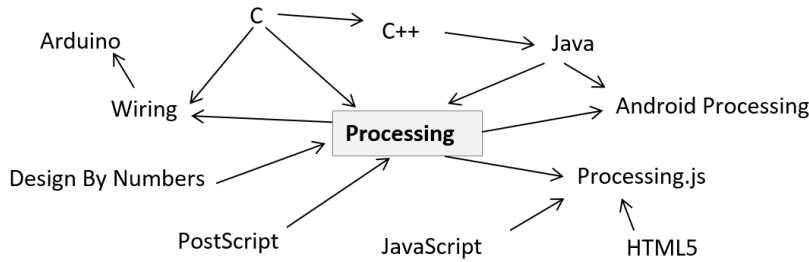 C
C++
Arduino
Java
Wiring
Android Processing
Processing
Design By Numbers
Processing.js
PostScript
JavaScript
HTML5